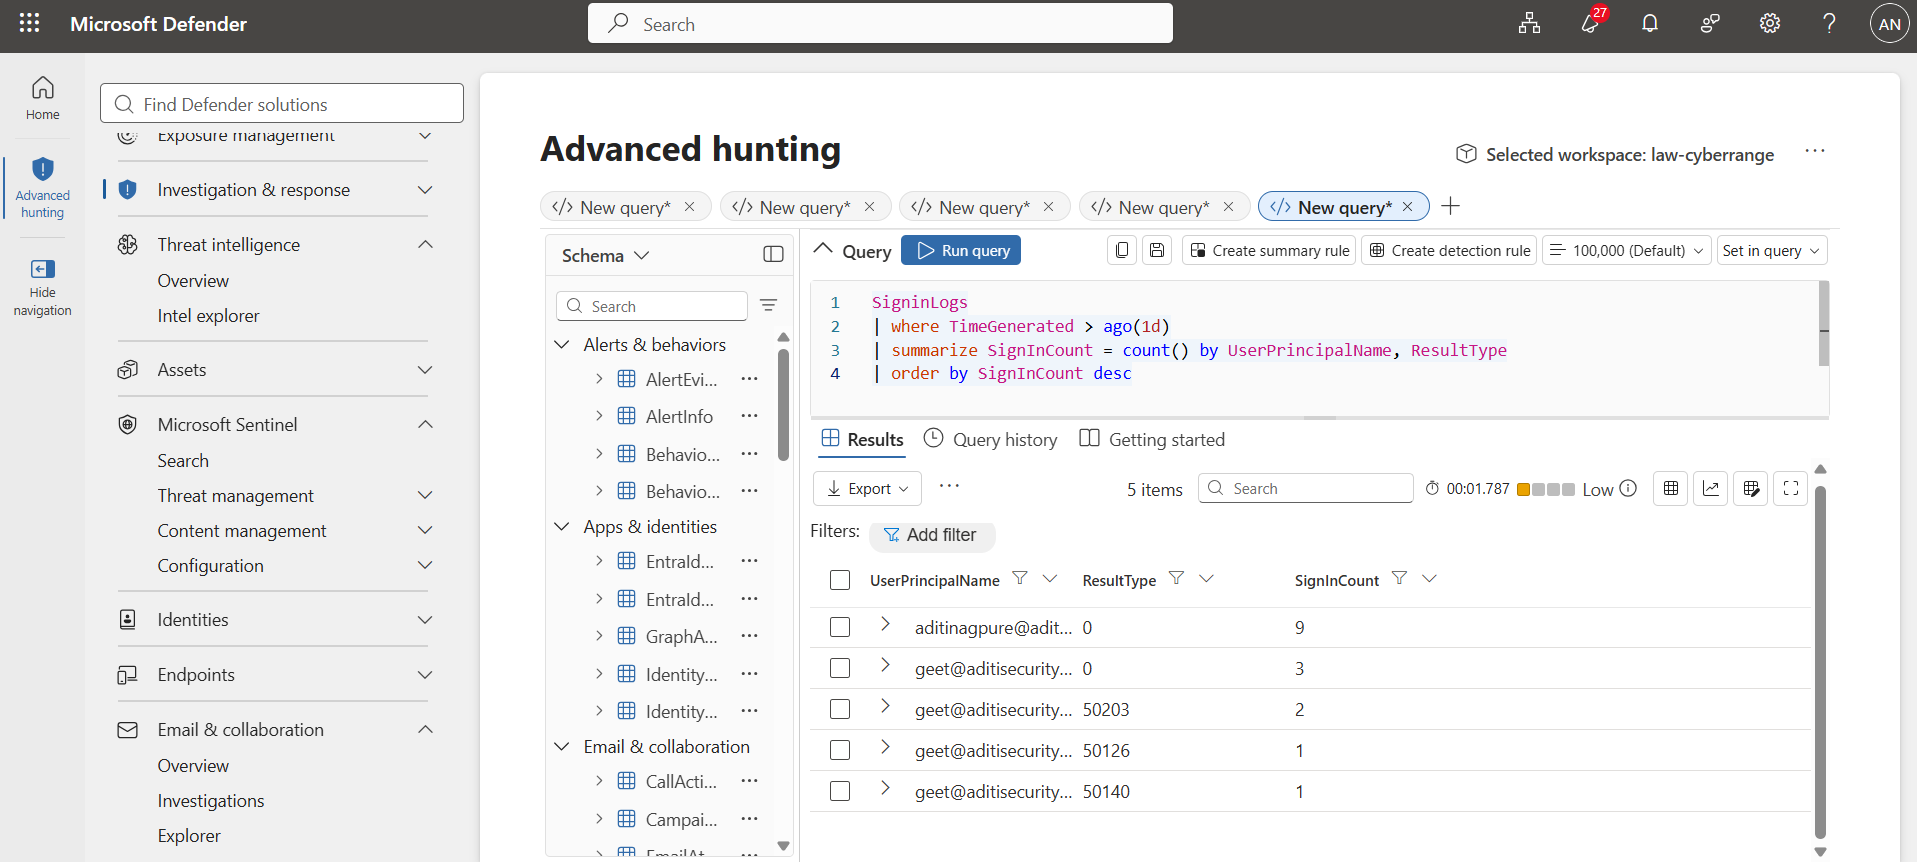 Microsoft Defender
Search
27
AN
Home
Advanced
hunting
Hide
navigation
Find Defender solutions
Exposure management
Investigation & response
Threat intelligence
Overview
Intel explorer
Assets
Microsoft Sentinel
Search
Threat management
Content management
Configuration
Identities
Endpoints
Email & collaboration
Overview
Investigations
Explorer
Advanced hunting
Selected workspace: law-cyberrange
New query*
New query*
New query*
New query*
New query*
Schema
Search
Alerts & behaviors
AlertEvi...
AlertInfo
Behavio...
Behavio...
Apps & identities
EntraId...
EntraId...
GraphA...
Identity...
Identity...
Email & collaboration
CallActi...
Campai...
EmailAt...
Query
Run query
Create summary rule
Create detection rule
100,000 (Default)
Set in query
1 SigninLogs
2 | where TimeGenerated > ago(1d)
3 | summarize SignInCount = count() by UserPrincipalName, ResultType
4 | order by SignInCount desc
Results
Query history
Getting started
Export
5 items
Search
00:01.787
Low
Filters:
Add filter
UserPrincipalName ResultType SignInCount
aditinagpure@adit... 0 9
geet@aditisecurity... 0 3
geet@aditisecurity... 50203 2
geet@aditisecurity... 50126 1
geet@aditisecurity... 50140 1